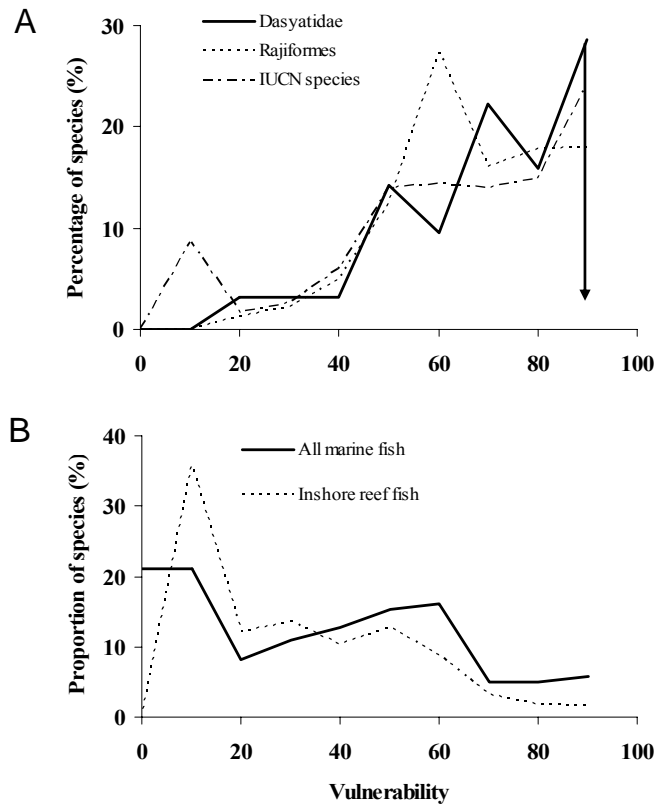 A
Dasyatidae
Rajiformes
IUCN species
Percentage of species (%)
30
20
10
0
0 20 40 60 80 100
B
All marine fish
Inshore reef fish
Proportion of species (%)
40
30
20
10
0
0 20 40 60 80 100
Vulnerability